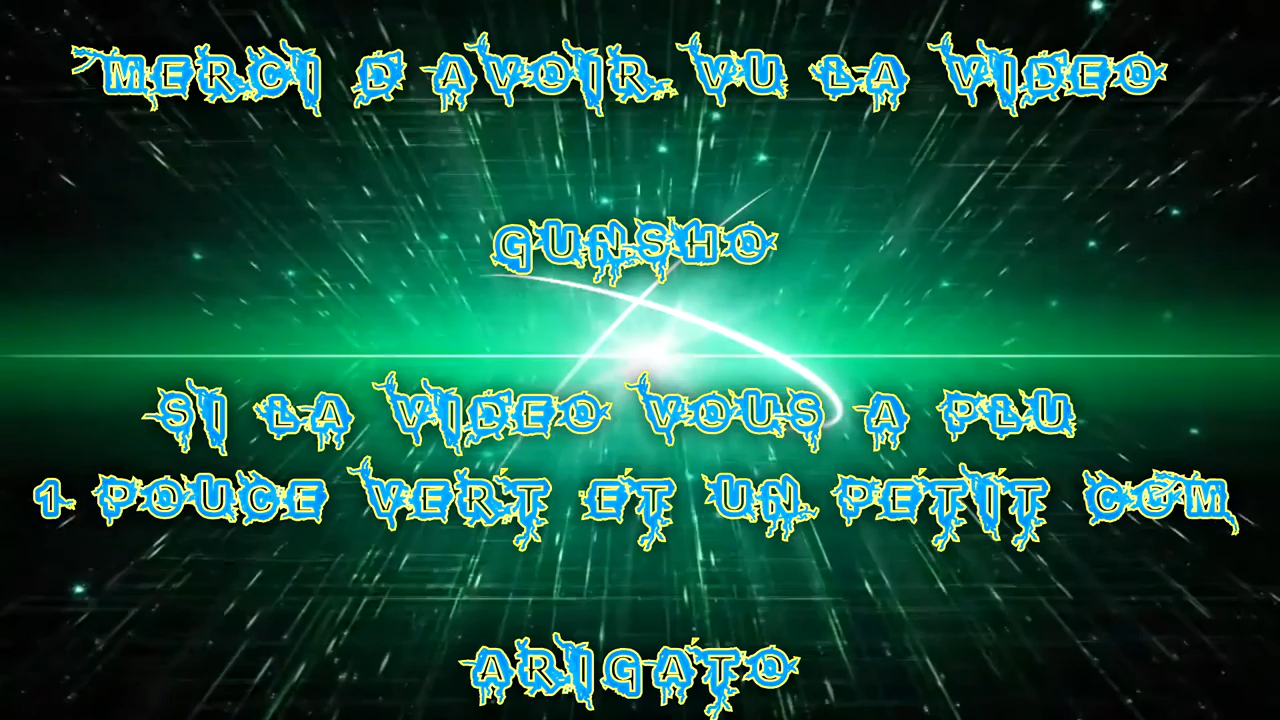 MERCI D AVOIR VU LA VIDEO
GUNSHO
SI LA VIDEO VOUS A PLU
1 POUCE VERT ET UN PETIT COM
ARIGATO